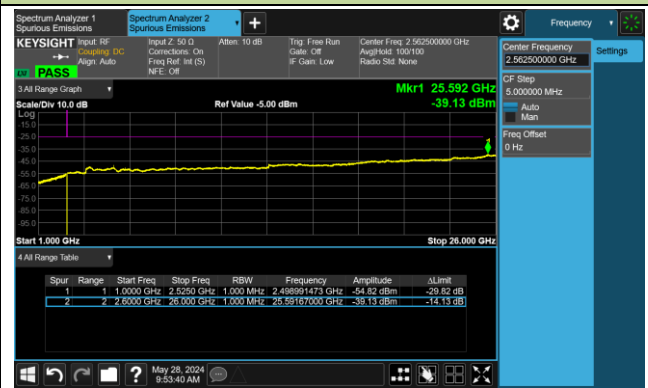 Spectrum Analyzer 1
Spurious Emissions
Spectrum Analyzer 2
Spurious Emissions
Frequency
KEYSIGHT
Input: RF
Coupling: DC
Align: Auto
Input Z: 50 Ω
Corrections: On
Freq Ref: Int (S)
NFE: Off
Atten: 10 dB
Trig: Free Run
Gate: Off
IF Gain: Low
Center Freq: 2.562500000 GHz
Avg|Hold: 100/100
Radio Std: None
PASS
Center Frequency
2.562500000 GHz
Settings
CF Step
5.000000 MHz
Auto
Man
Freq Offset
0 Hz
3 All Range Graph
Mkr1 25.592 GHz
Scale/Div 10.0 dB
Ref Value -5.00 dBm
-39.13 dBm
Log
-15.0
-25.0
-35.0
-45.0
-55.0
-65.0
-75.0
-85.0
-95.0
Start 1.000 GHz
Stop 26.000 GHz
4 All Range Table
Spur Range Start Freq Stop Freq RBW Frequency Amplitude ΔLimit
1 1 1.0000 GHz 2.5250 GHz 1.000 MHz 2.498991473 GHz -54.82 dBm -29.82 dB
2 2 2.6000 GHz 26.000 GHz 1.000 MHz 25.59167000 GHz -39.13 dBm -14.13 dB
May 28, 2024
9:53:40 AM